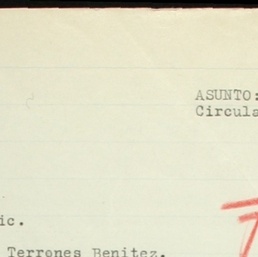 ASUNTO:
Circula
ic.
Terrones Benitez.